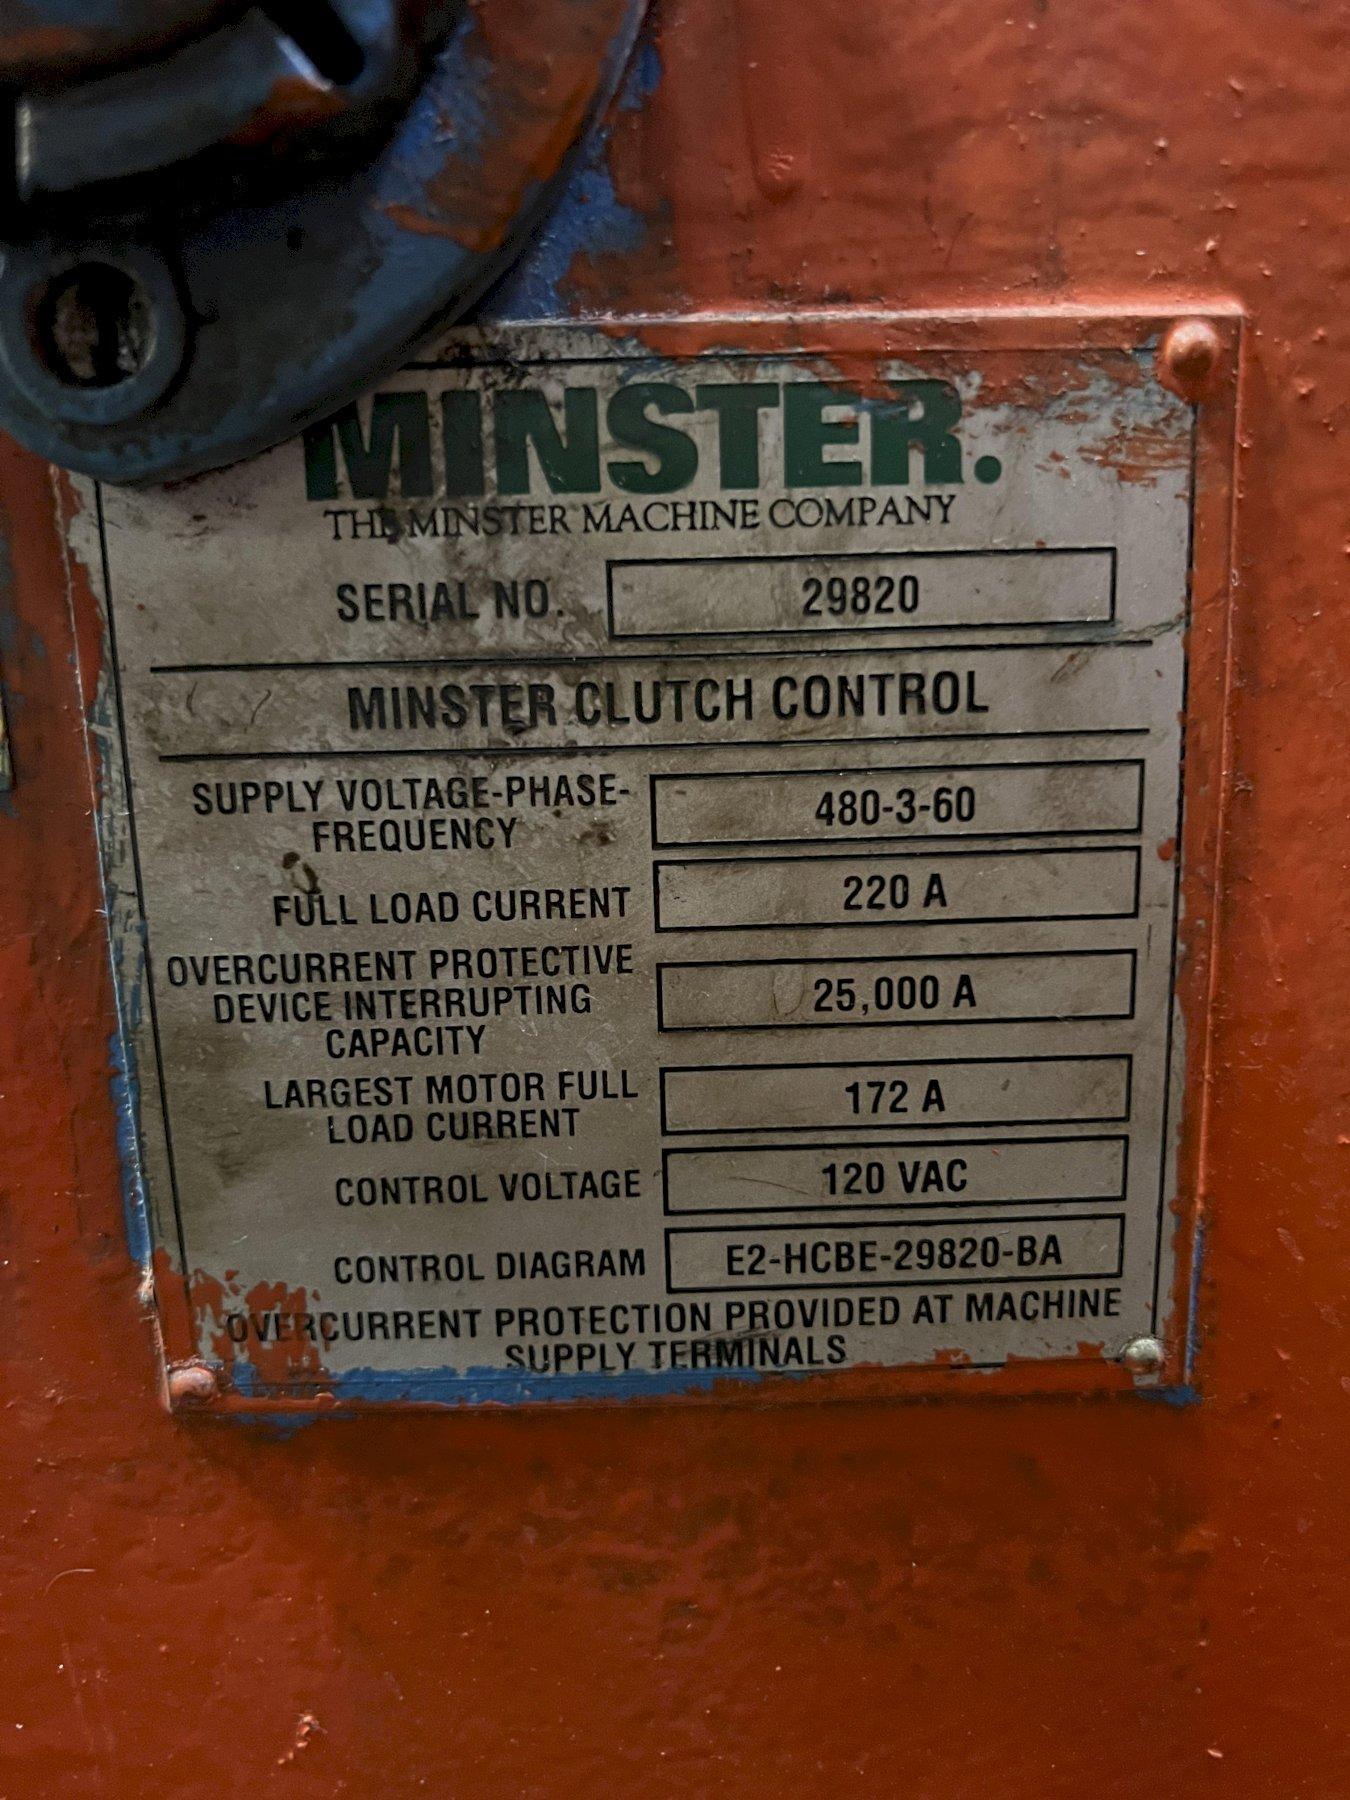 MINSTER.
THE MINSTER MACHINE COMPANY
SERIAL NO. 29820
MINSTER CLUTCH CONTROL
SUPPLY VOLTAGE-PHASE-
FREQUENCY 480-3-60
FULL LOAD CURRENT 220 A
OVERCURRENT PROTECTIVE
DEVICE INTERRUPTING 25,000 A
CAPACITY
LARGEST MOTOR FULL
LOAD CURRENT 172 A
CONTROL VOLTAGE 120 VAC
CONTROL DIAGRAM E2-HCBE-29820-BA
OVERCURRENT PROTECTION PROVIDED AT MACHINE
SUPPLY TERMINALS